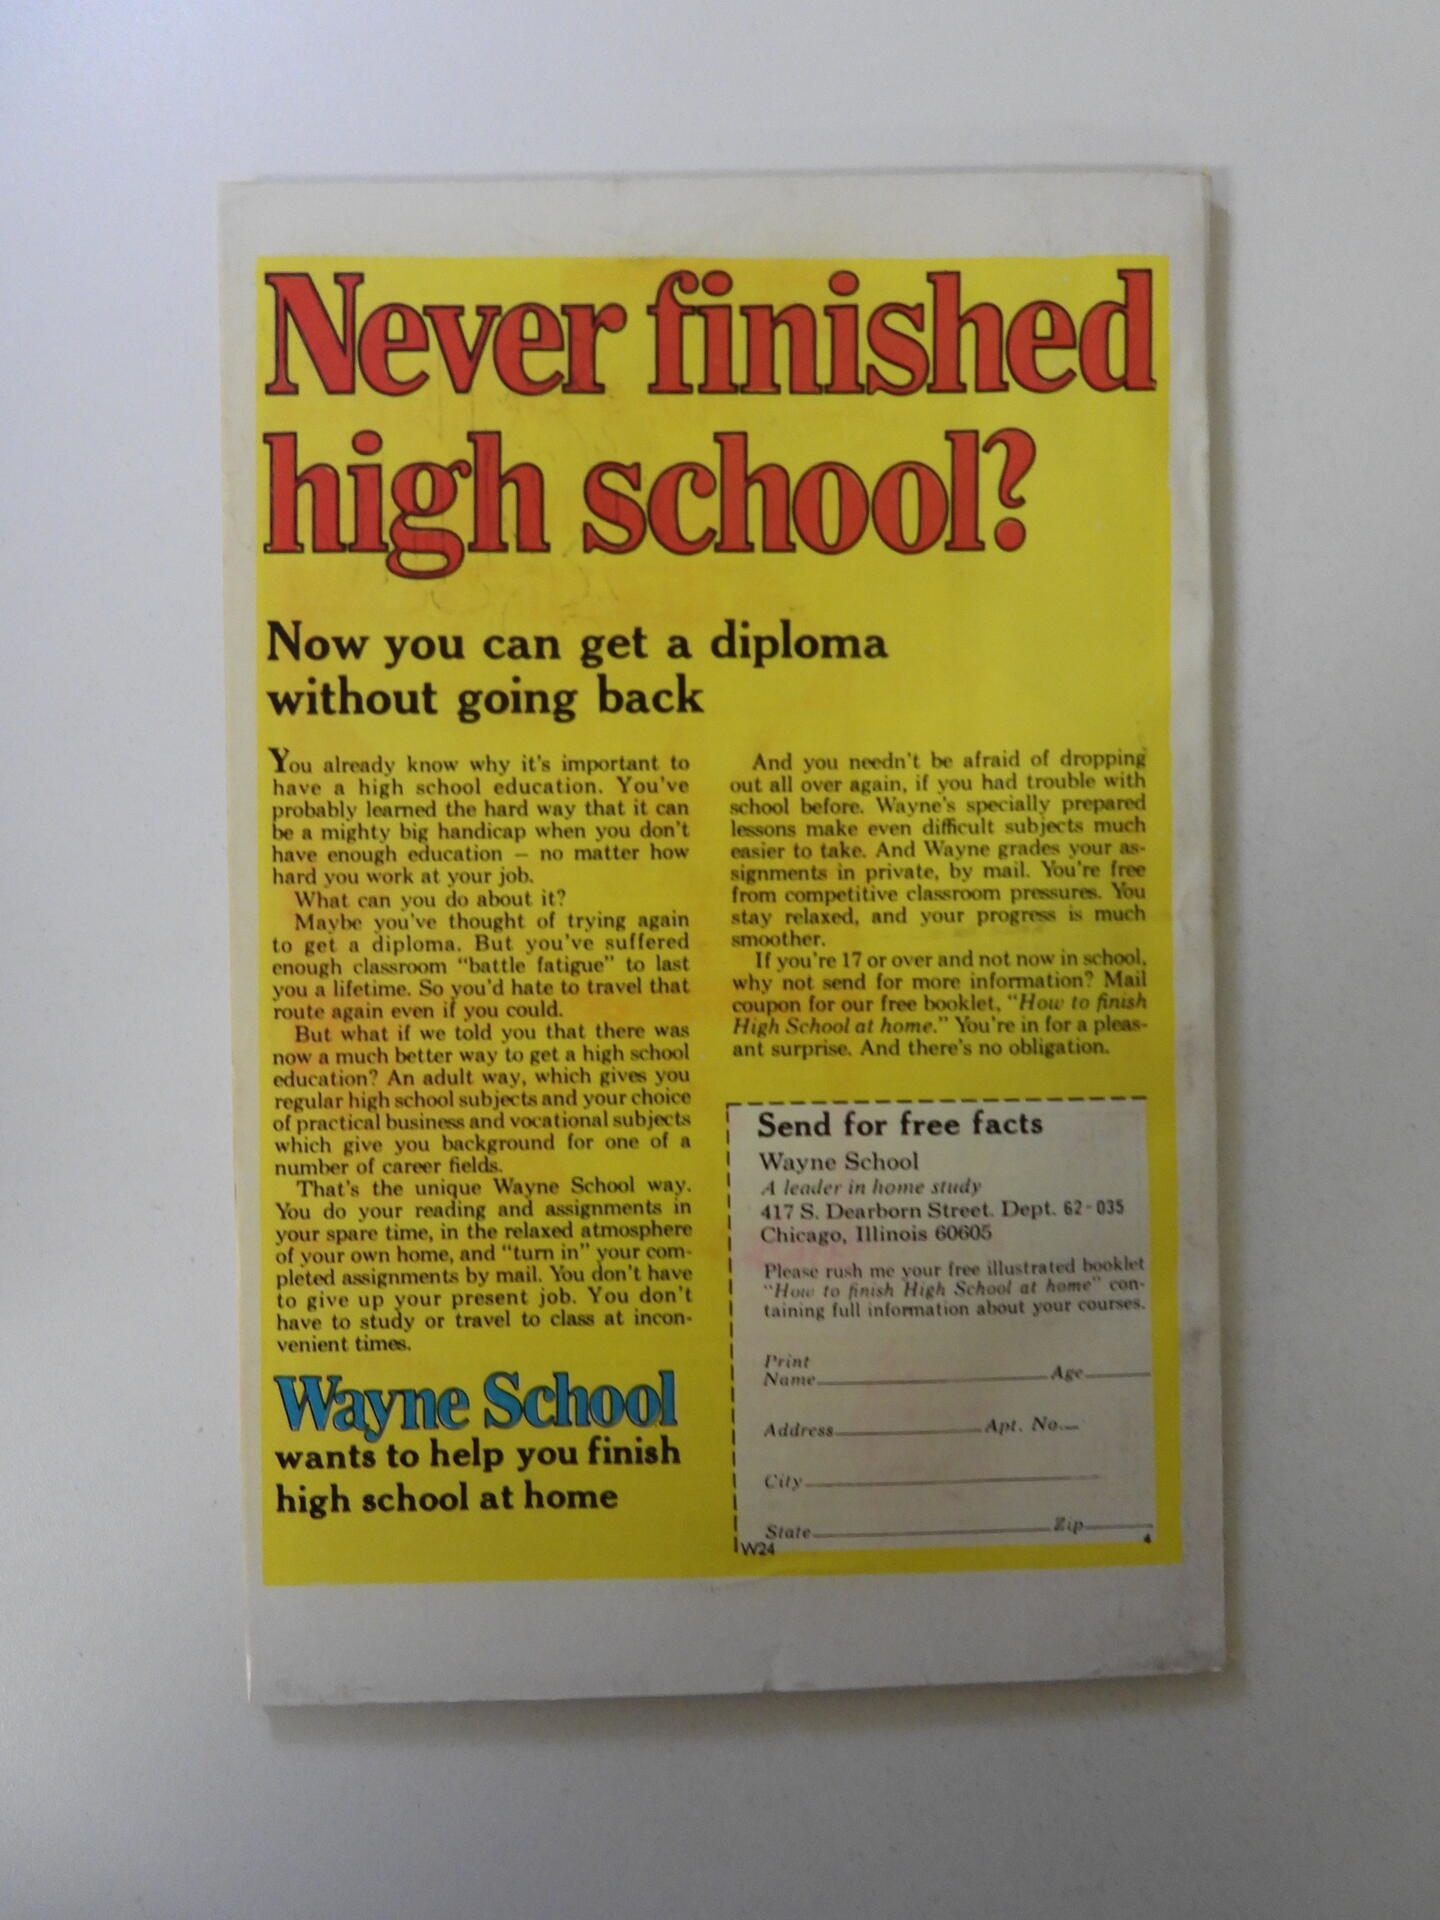 Never finished
high school?
Now you can get a diploma
without going back
You already know why it's important to
have a high school education. You've
probably learned the hard way that it can
be a mighty big handicap when you don't
have enough education — no matter how
hard you work at your job.
What can you do about it?
Maybe you've thought of trying again
to get a diploma. But you've suffered
enough classroom "battle fatigue" to last
you a lifetime. So you'd hate to travel that
route again even if you could.
But what if we told you that there was
now a much better way to get a high school
education? An adult way, which gives you
regular high school subjects and your choice
of practical business and vocational subjects
which give you background for one of a
number of career fields.
That's the unique Wayne School way.
You do your reading and assignments in
your spare time, in the relaxed atmosphere
of your own home, and "turn in" your com-
pleted assignments by mail. You don't have
to give up your present job. You don't
have to study or travel to class at incon-
venient times.
Wayne School
wants to help you finish
high school at home
And you needn't be afraid of dropping
out all over again, if you had trouble with
school before. Wayne's specially prepared
lessons make even difficult subjects much
easier to take. And Wayne grades your as-
signments in private, by mail. You're free
from competitive classroom pressures. You
stay relaxed, and your progress is much
smoother.
If you're 17 or over and not now in school,
why not send for more information? Mail
coupon for our free booklet, "How to finish
High School at home." You're in for a pleas-
ant surprise. And there's no obligation.
Send for free facts
Wayne School
A leader in home study
417 S. Dearborn Street. Dept. 62-035
Chicago, Illinois 60605
Please rush me your free illustrated booklet
"How to finish High School at home" con-
taining full information about your courses.
Print
Name Age
Address Apt. No.
City
State Zip
W24 4